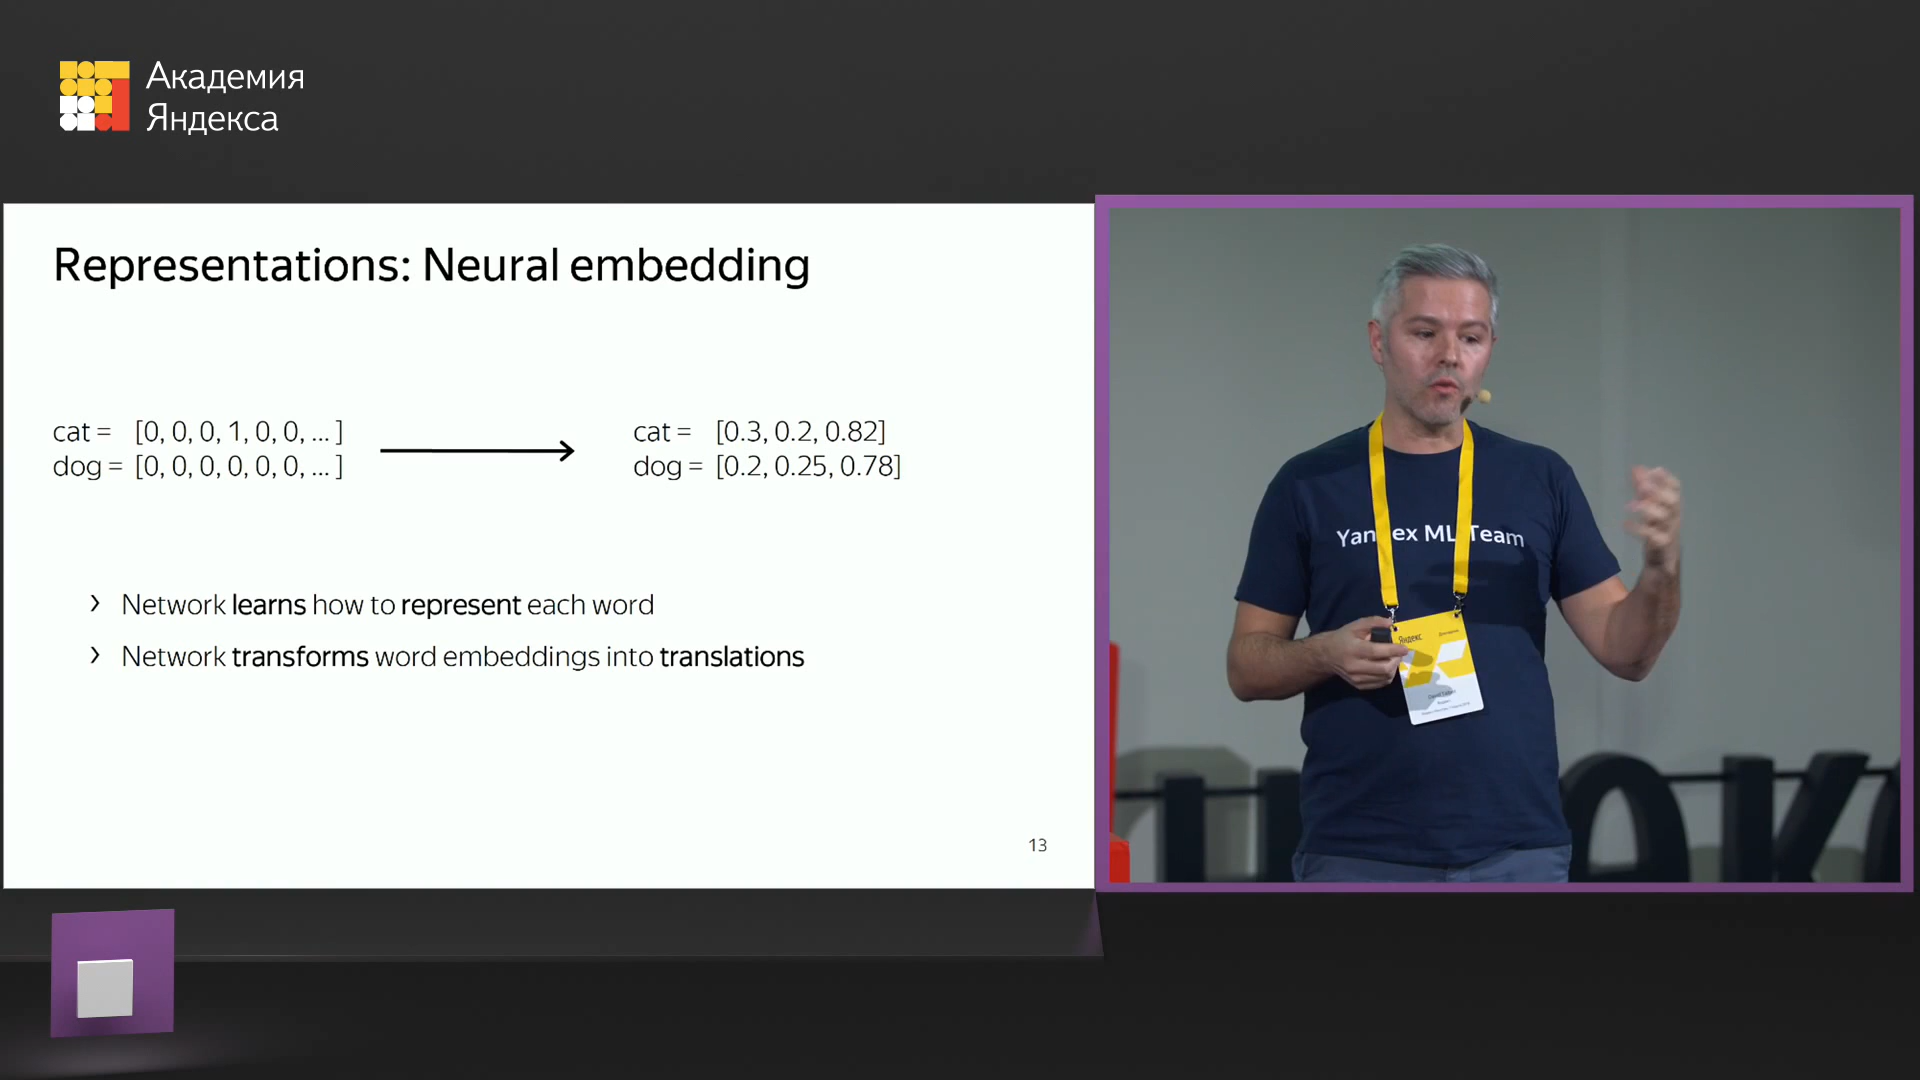 Академия
Яндекса
Representations: Neural embedding
cat = [0, 0, 0, 1, 0, 0, ... ]
dog = [0, 0, 0, 0, 0, 0, ... ]
cat = [0.3, 0.2, 0.82]
dog = [0.2, 0.25, 0.78]
› Network learns how to represent each word
› Network transforms word embeddings into translations
13
Yandex ML Team
Яндекс